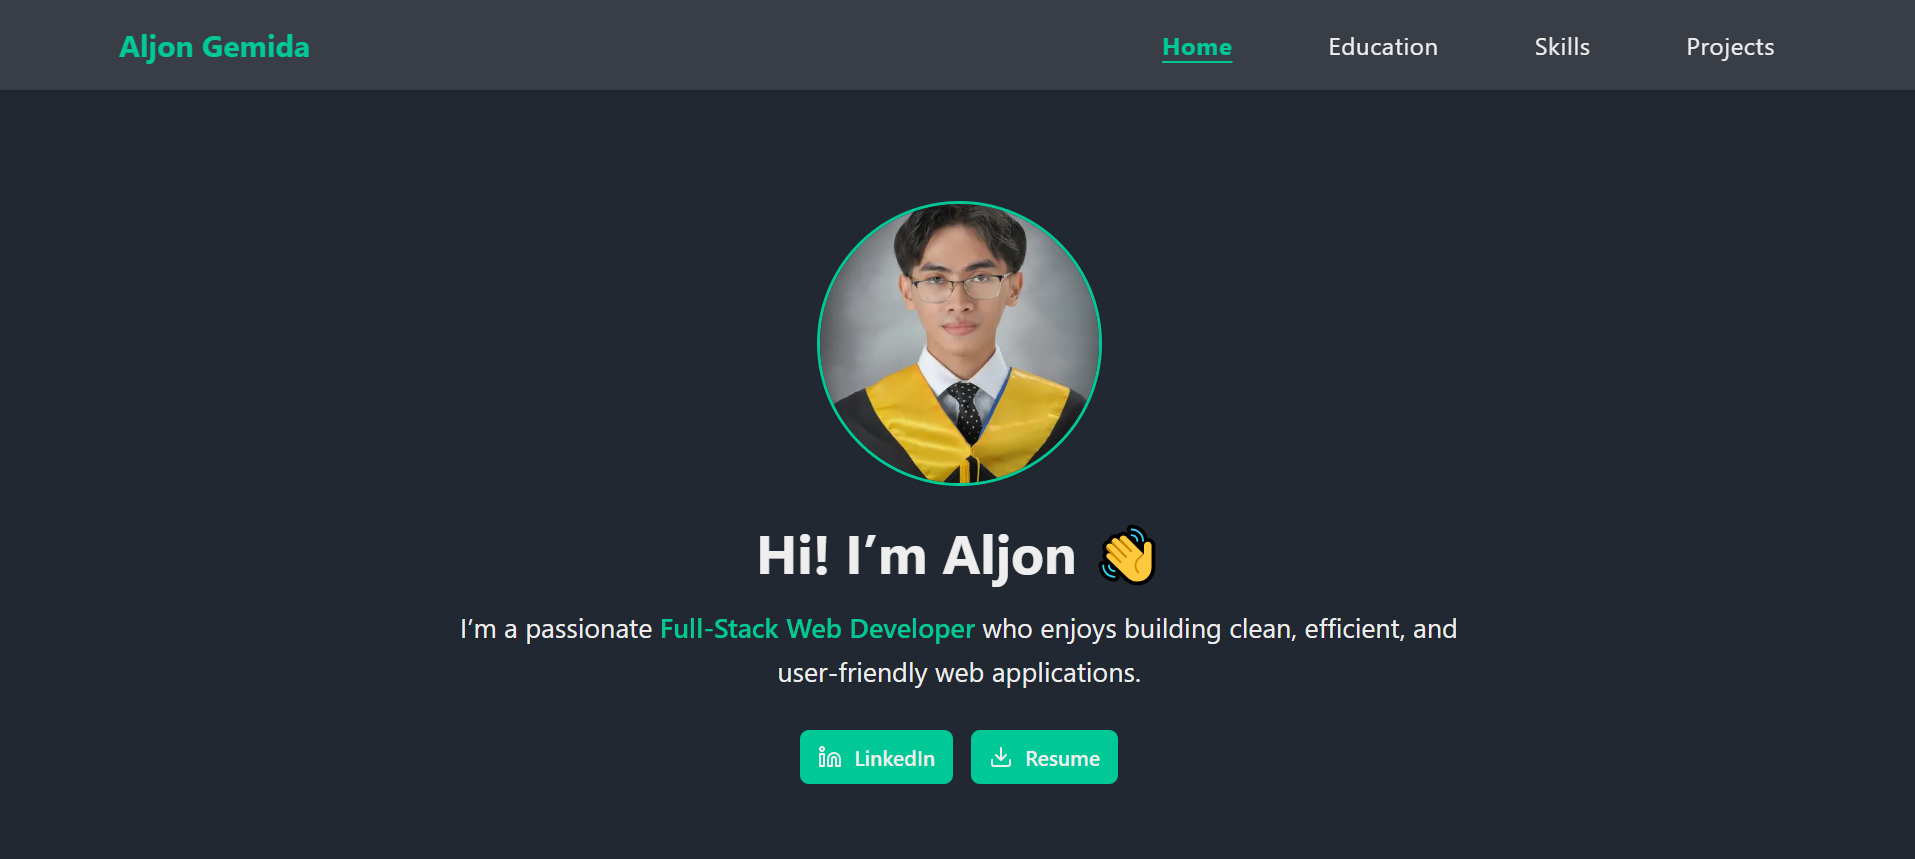 Aljon Gemida
Home Education Skills Projects
Hi! I’m Aljon 👋
I’m a passionate Full-Stack Web Developer who enjoys building clean, efficient, and
user-friendly web applications.
LinkedIn Resume